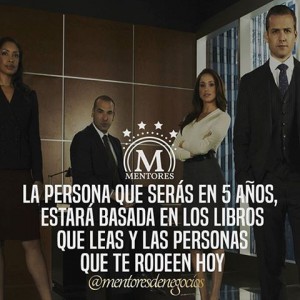 M
MENTORES
LA PERSONA QUE SERÁS EN 5 AÑOS,
ESTARÁ BASADA EN LOS LIBROS
QUE LEAS Y LAS PERSONAS
QUE TE RODEEN HOY
@mentoresdenegocios